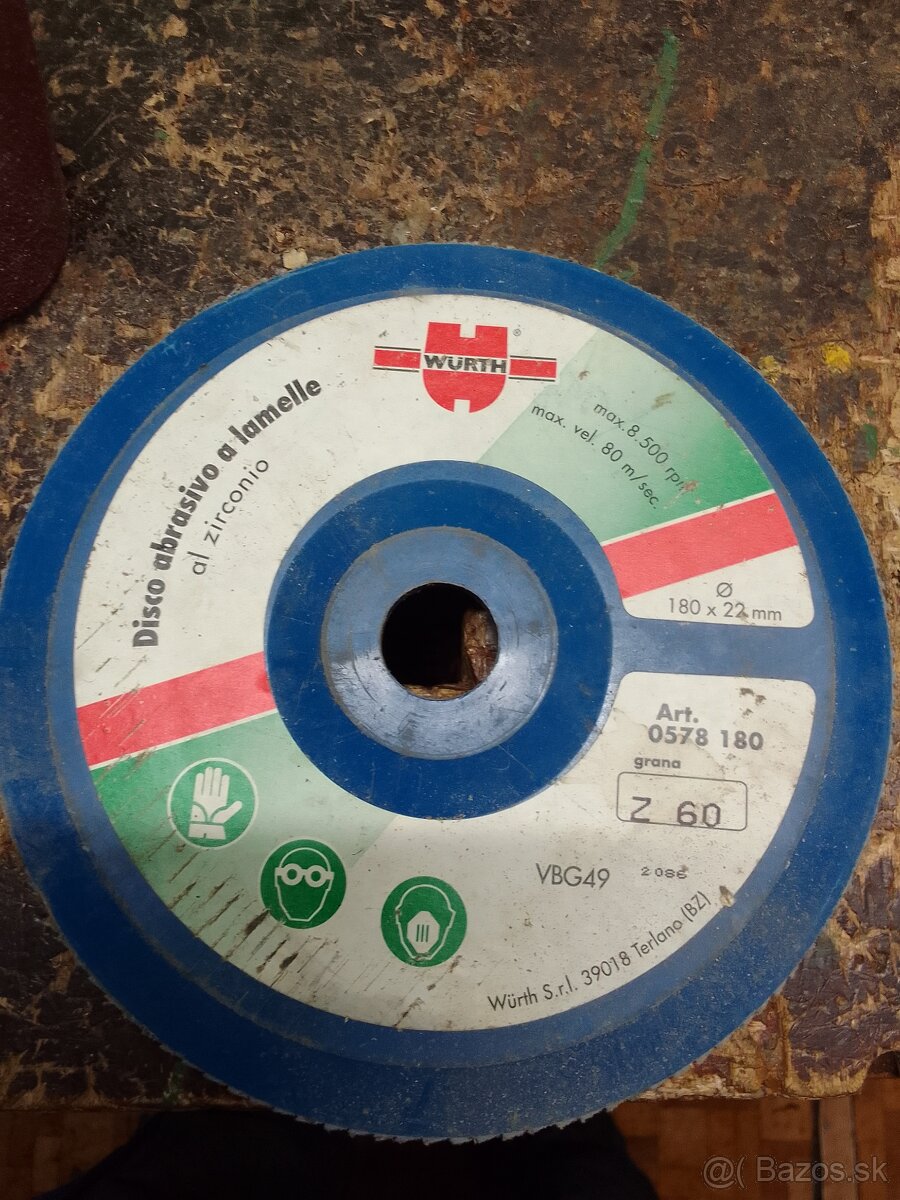 WÜRTH
®
Disco abrasivo a lamelle
al zirconio
max. 8.500 rpm
max. vel. 80 m/sec.
Ø
180 x 22 mm
Art.
0578 180
grana
Z 60
VBG49
Würth S.r.l. 39018 Terlano (BZ)
@( Bazos.sk